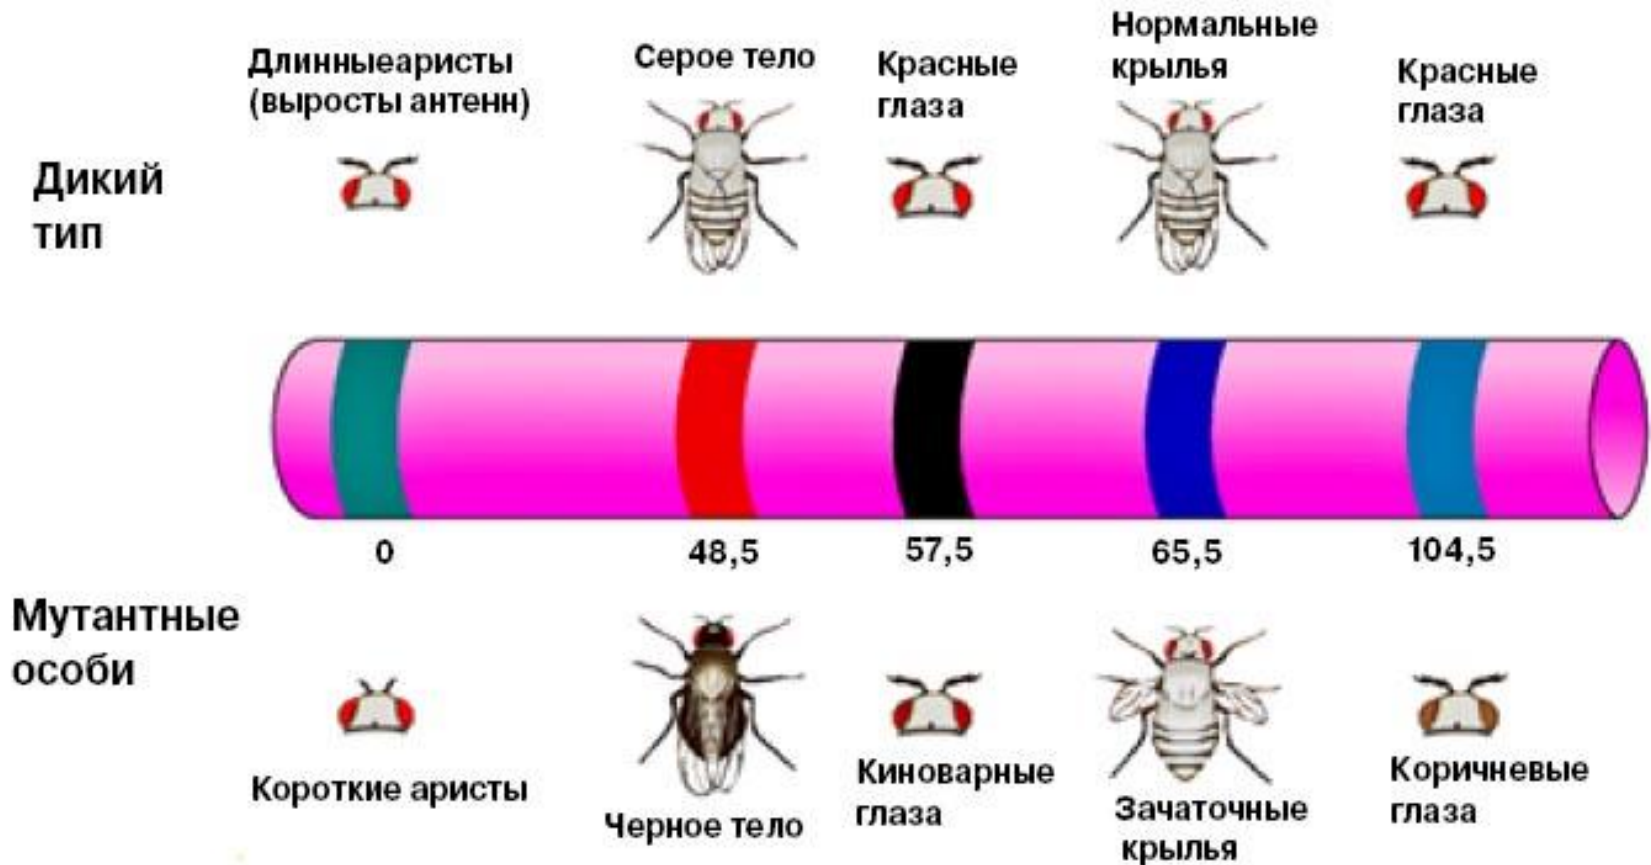 Длинныеаристы
(выросты антенн)
Серое тело
Красные
глаза
Нормальные
крылья
Красные
глаза
Дикий
тип
0
48,5
57,5
65,5
104,5
Мутантные
особи
Короткие аристы
Черное тело
Киноварные
глаза
Зачаточные
крылья
Коричневые
глаза